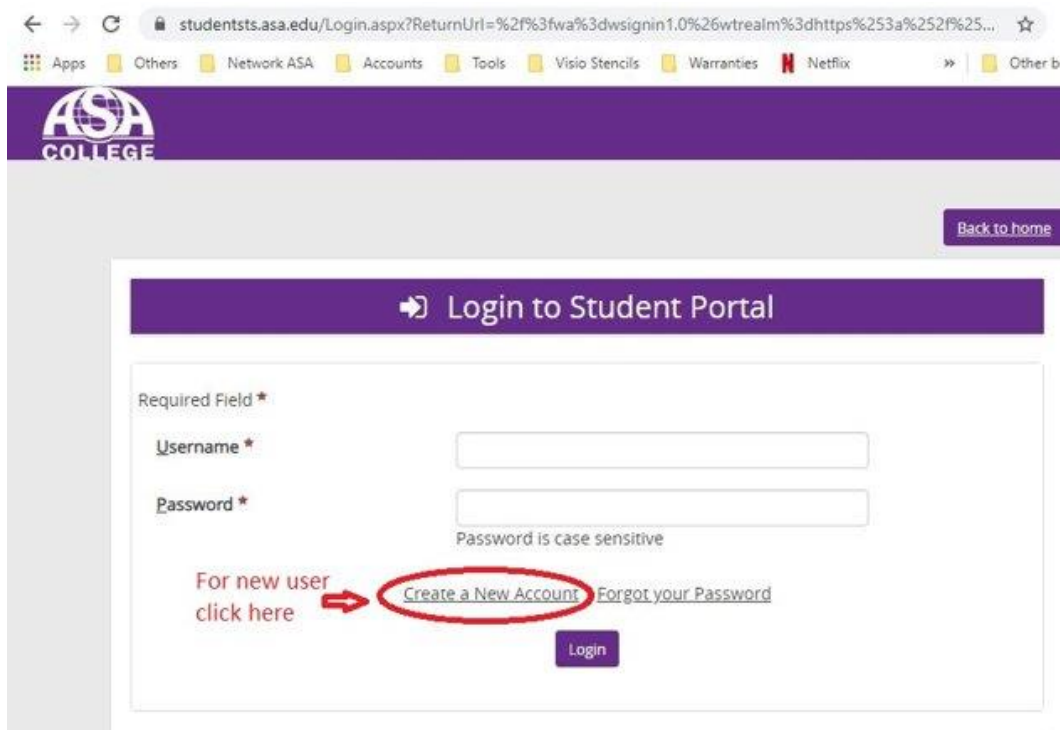 studentsts.asa.edu/Login.aspx?ReturnUrl=%2f%3fwa%3dwsignin1.0%26wtrealm%3dhttps%253a%252f%25...
Apps Others Network ASA Accounts Tools Visio Stencils Warranties N Netflix » Other b
ASA
COLLEGE
Back to home
Login to Student Portal
Required Field *
Username *
Password *
Password is case sensitive
For new user
click here
Create a New Account Forgot your Password
Login